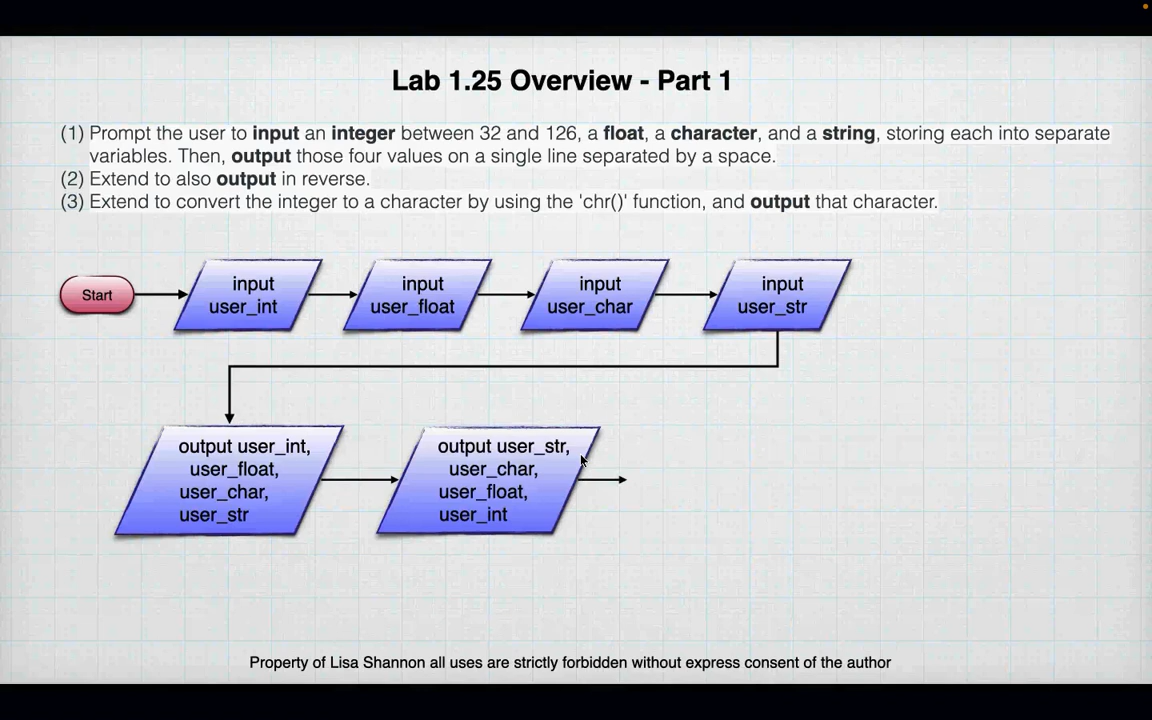 Lab 1.25 Overview - Part 1
(1) Prompt the user to input an integer between 32 and 126, a float, a character, and a string, storing each into separate
variables. Then, output those four values on a single line separated by a space.
(2) Extend to also output in reverse.
(3) Extend to convert the integer to a character by using the 'chr()' function, and output that character.
Start
input
user_int
input
user_float
input
user_char
input
user_str
output user_int,
user_float,
user_char,
user_str
output user_str,
user_char,
user_float,
user_int
Property of Lisa Shannon all uses are strictly forbidden without express consent of the author